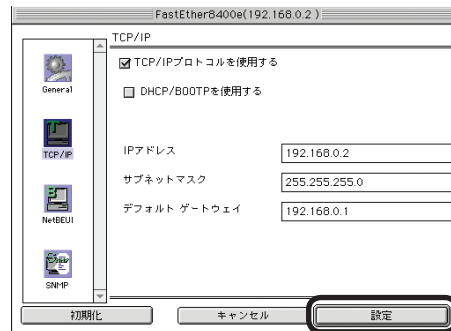 FastEther8400e(192.168.0.2 )
TCP/IP
General
TCP/IP
NetBEUI
SNMP
TCP/IPプロトコルを使用する
DHCP/BOOTPを使用する
IPアドレス
192.168.0.2
サブネットマスク
255.255.255.0
デフォルト ゲートウェイ
192.168.0.1
初期化
キャンセル
設定